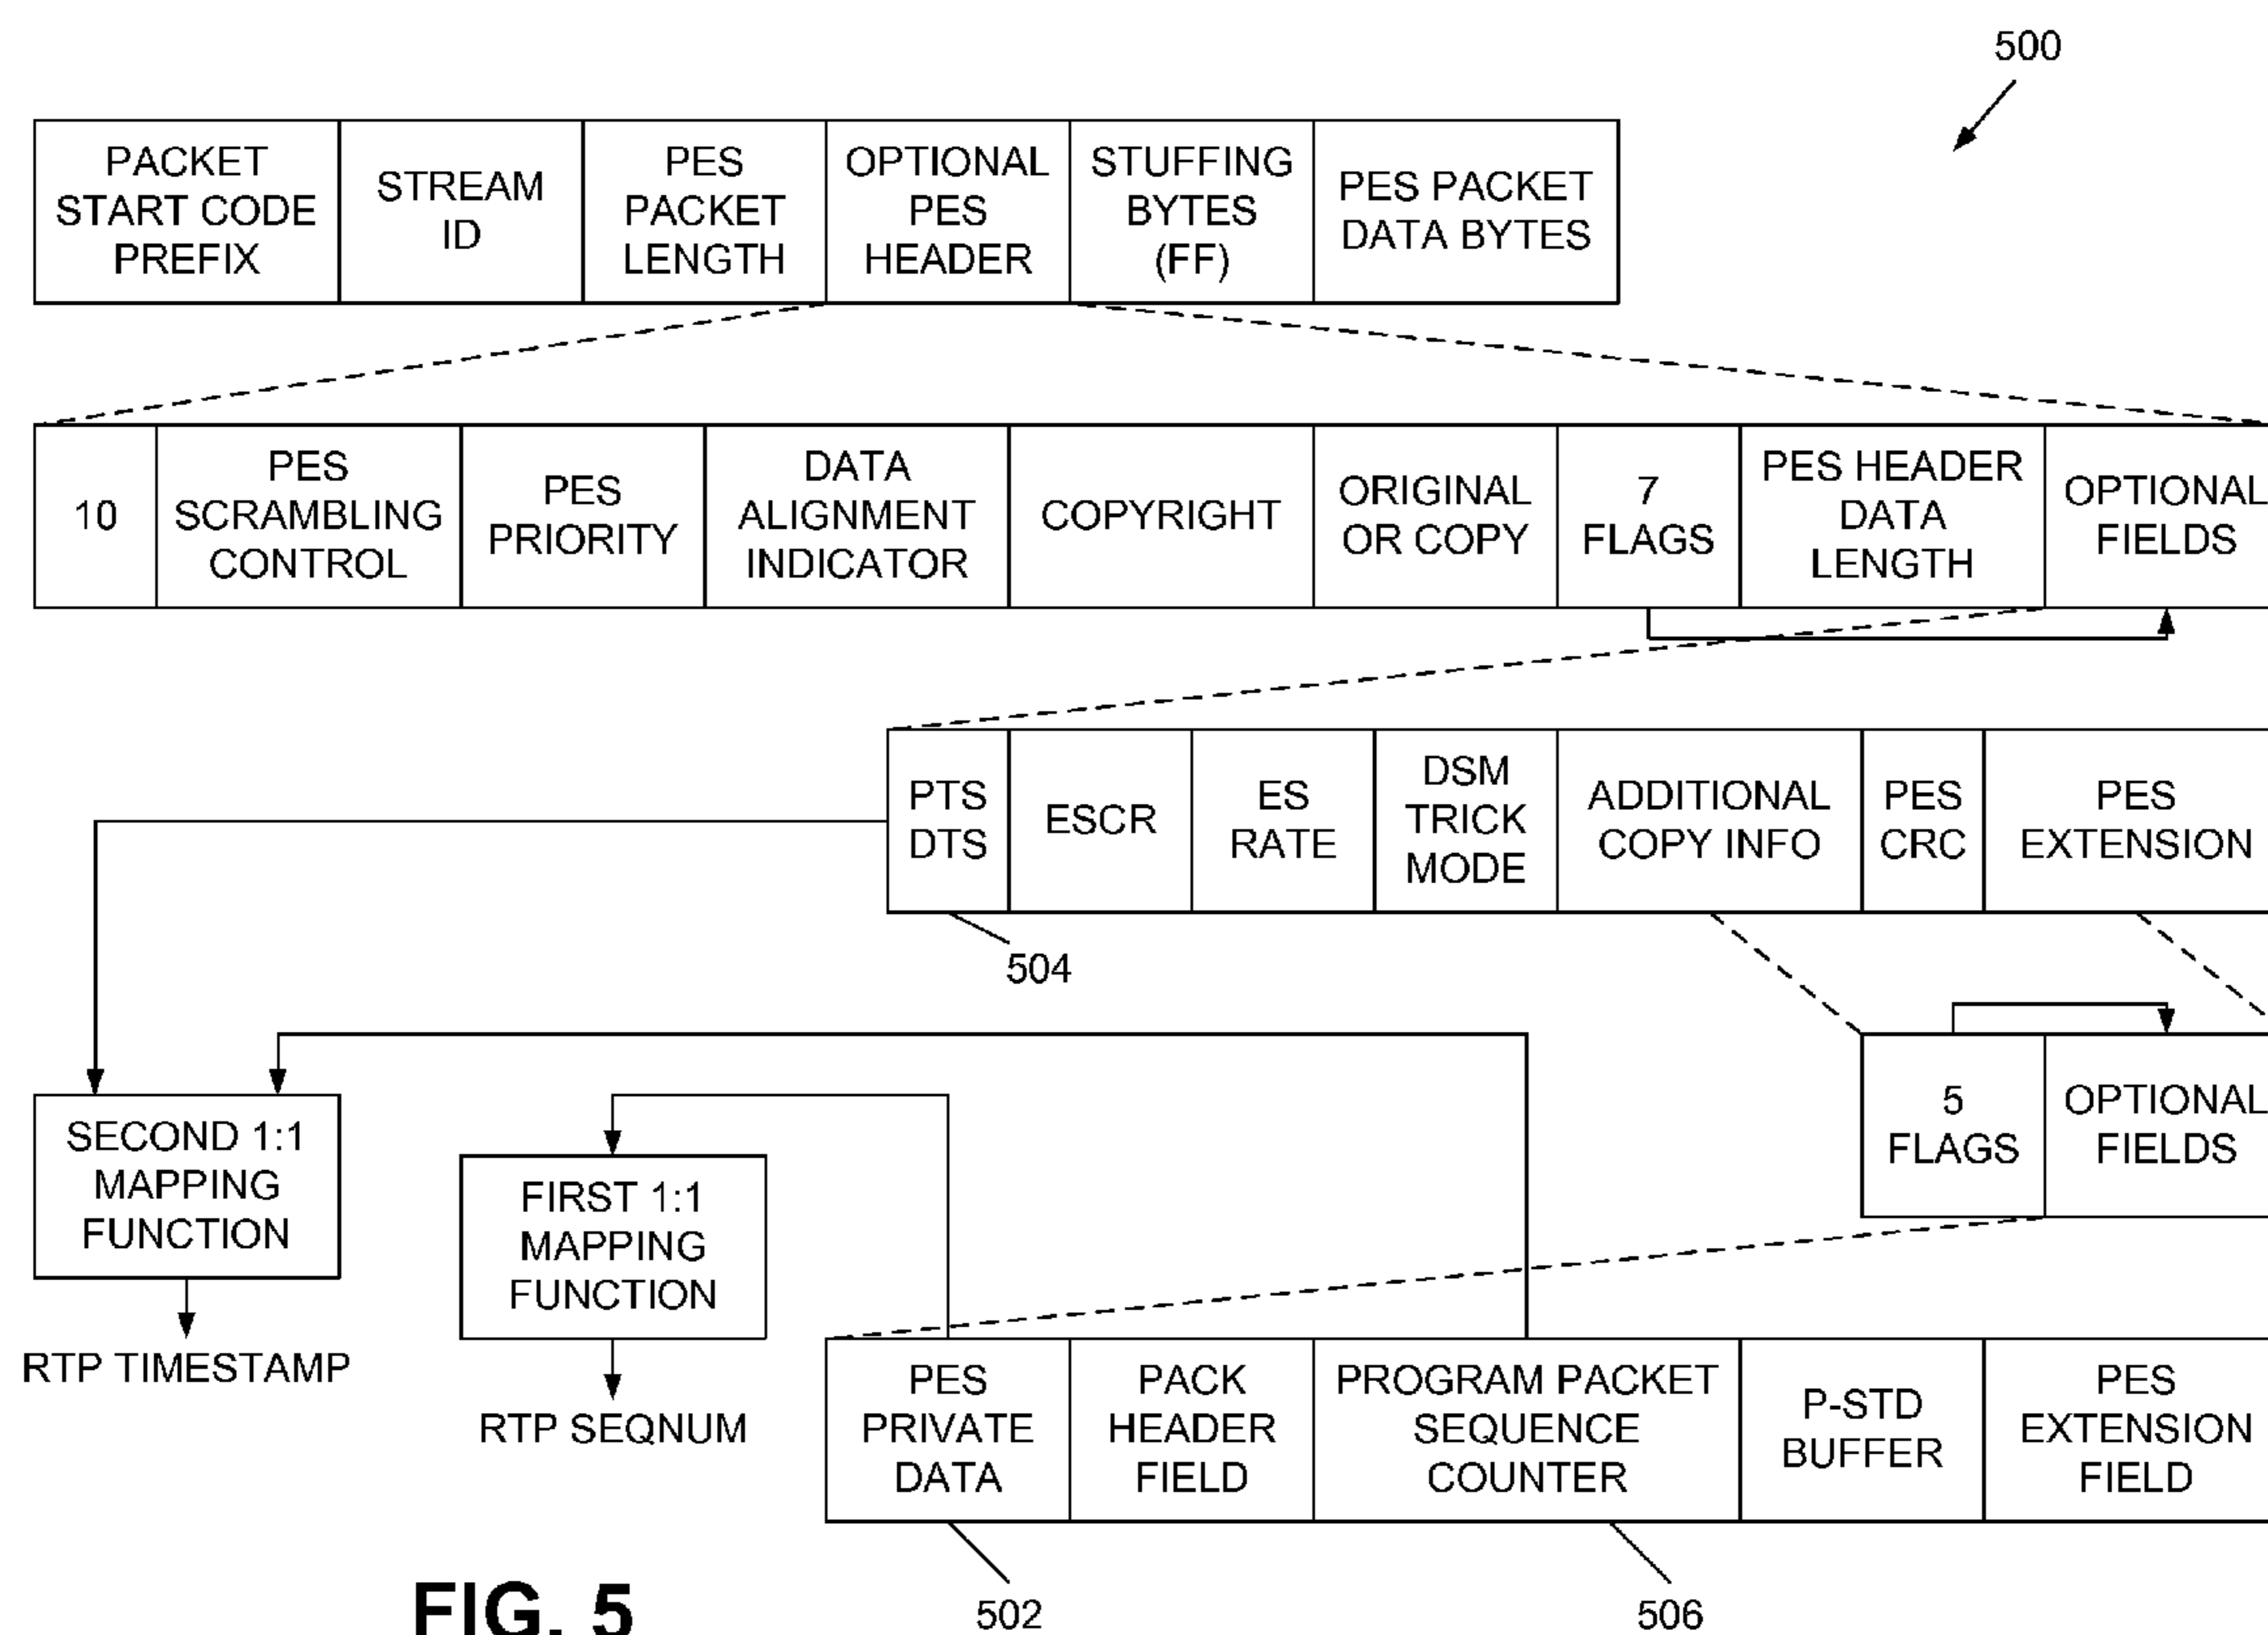 500
PACKET
START CODE
PREFIX
STREAM
ID
PES
PACKET
LENGTH
OPTIONAL
PES
HEADER
STUFFING
BYTES
(FF)
PES PACKET
DATA BYTES
10
PES
SCRAMBLING
CONTROL
PES
PRIORITY
DATA
ALIGNMENT
INDICATOR
COPYRIGHT
ORIGINAL
OR COPY
7
FLAGS
PES HEADER
DATA
LENGTH
OPTIONAL
FIELDS
PTS
DTS
ESCR
ES
RATE
DSM
TRICK
MODE
ADDITIONAL
COPY INFO
PES
CRC
PES
EXTENSION
504
5
FLAGS
OPTIONAL
FIELDS
SECOND 1:1
MAPPING
FUNCTION
FIRST 1:1
MAPPING
FUNCTION
RTP TIMESTAMP
RTP SEQNUM
PES
PRIVATE
DATA
PACK
HEADER
FIELD
PROGRAM PACKET
SEQUENCE
COUNTER
P-STD
BUFFER
PES
EXTENSION
FIELD
502
506
FIG. 5